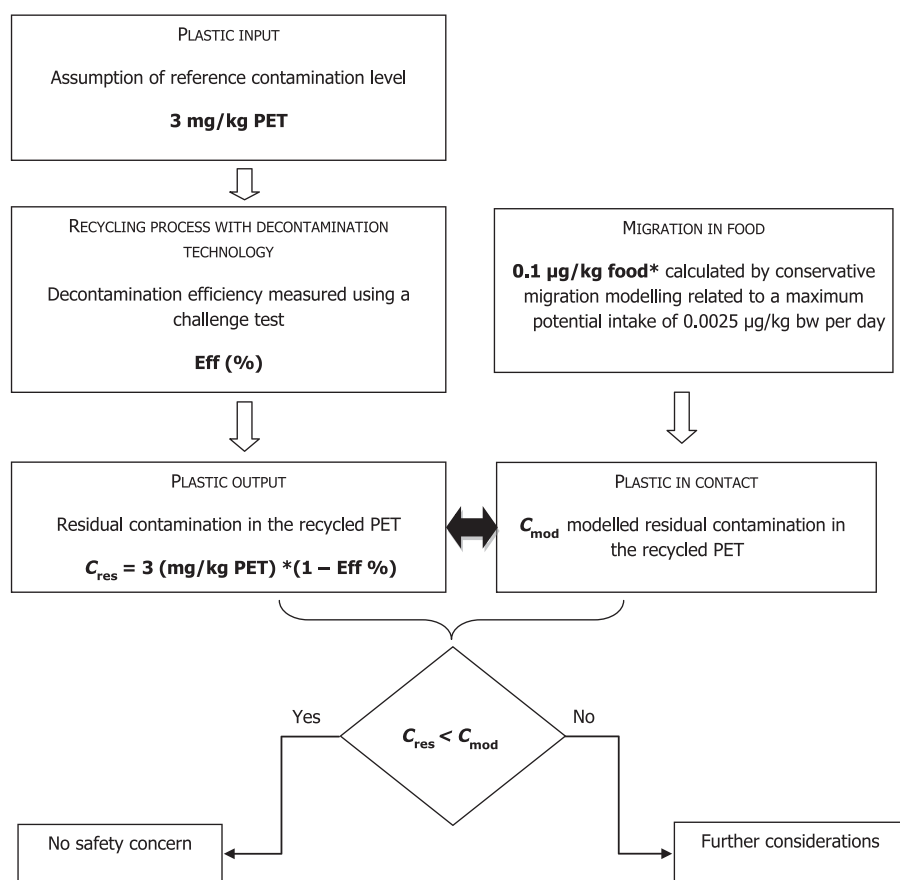 PLASTIC INPUT
Assumption of reference contamination level
3 mg/kg PET
RECYCLING PROCESS WITH DECONTAMINATION
TECHNOLOGY
Decontamination efficiency measured using a
challenge test
Eff (%)
MIGRATION IN FOOD
0.1 µg/kg food* calculated by conservative
migration modelling related to a maximum
potential intake of 0.0025 µg/kg bw per day
PLASTIC OUTPUT
Residual contamination in the recycled PET
Cres = 3 (mg/kg PET) *(1 – Eff %)
PLASTIC IN CONTACT
Cmod modelled residual contamination in
the recycled PET
Yes
No
Cres < Cmod
No safety concern
Further considerations